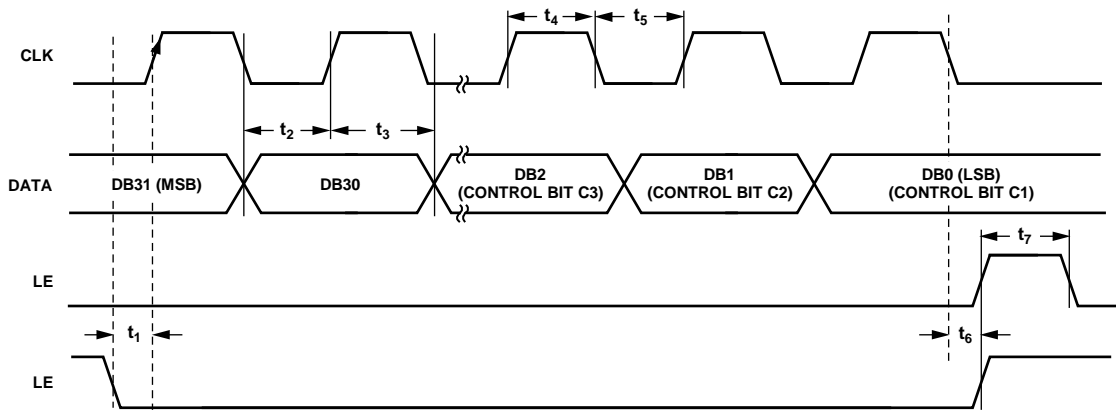 t4
t5
CLK
t2
t3
DATA
DB31 (MSB)
DB30
DB2
(CONTROL BIT C3)
DB1
(CONTROL BIT C2)
DB0 (LSB)
(CONTROL BIT C1)
t7
LE
t1
t6
LE